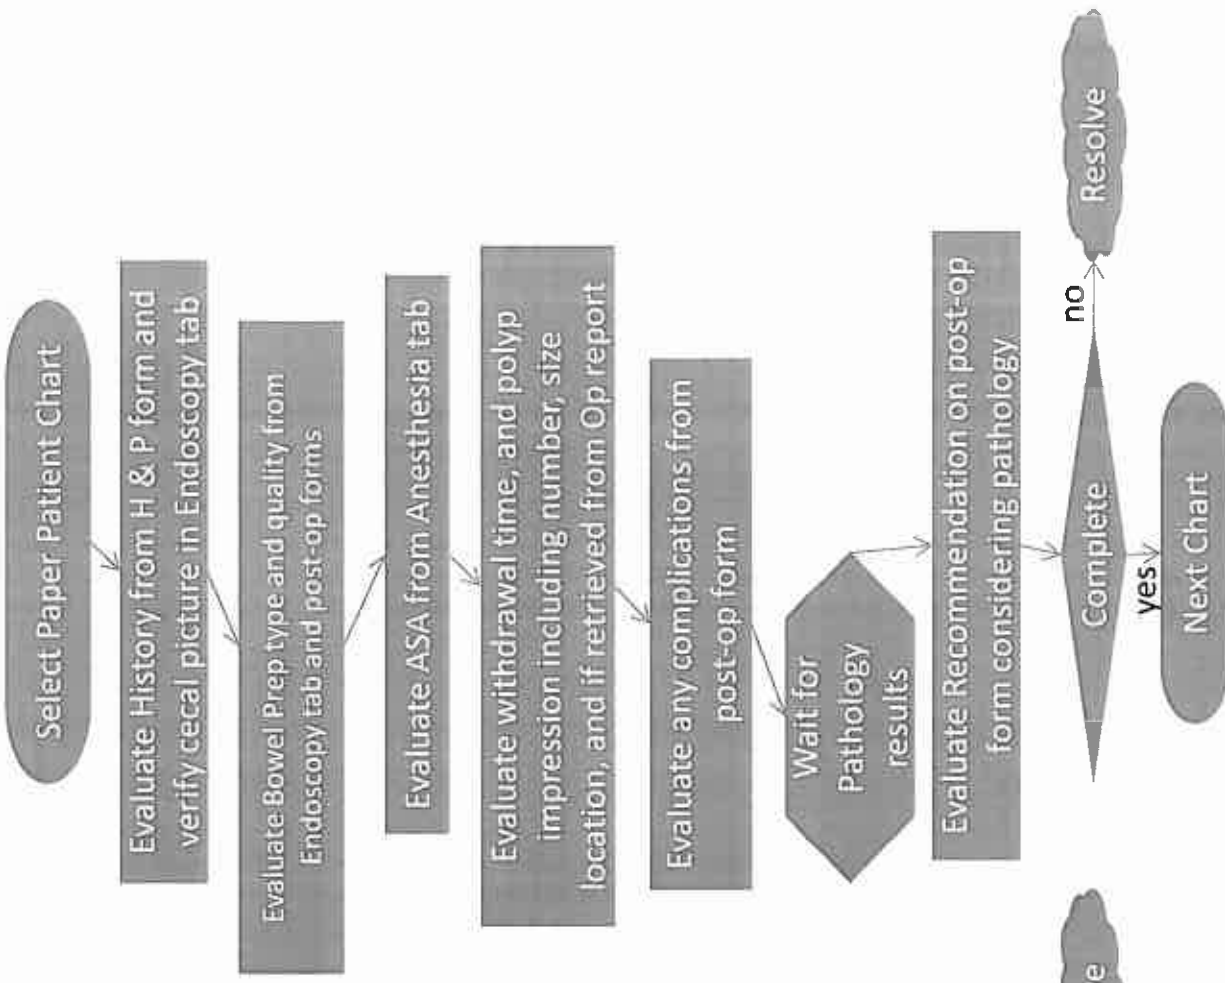 Select Paper Patient Chart
Evaluate History from H & P form and
verify cecal picture in Endoscopy tab
Evaluate Bowel Prep type and quality from
Endoscopy tab and post-op forms
Evaluate ASA from Anesthesia tab
Evaluate withdrawal time, and polyp
impression including number, size
location, and if retrieved from Op report
Evaluate any complications from
post-op form
Wait for
Pathology
results
Evaluate Recommendation on post-op
form considering pathology
Complete
no
Resolve
yes
Next Chart